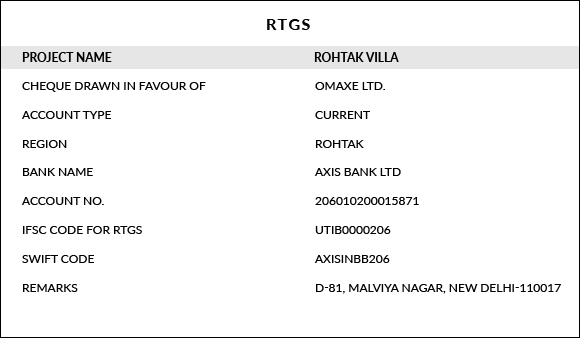 RTGS
PROJECT NAME ROHTAK VILLA
CHEQUE DRAWN IN FAVOUR OF OMAXE LTD.
ACCOUNT TYPE CURRENT
REGION ROHTAK
BANK NAME AXIS BANK LTD
ACCOUNT NO. 206010200015871
IFSC CODE FOR RTGS UTIB0000206
SWIFT CODE AXISINBB206
REMARKS D-81, MALVIYA NAGAR, NEW DELHI-110017